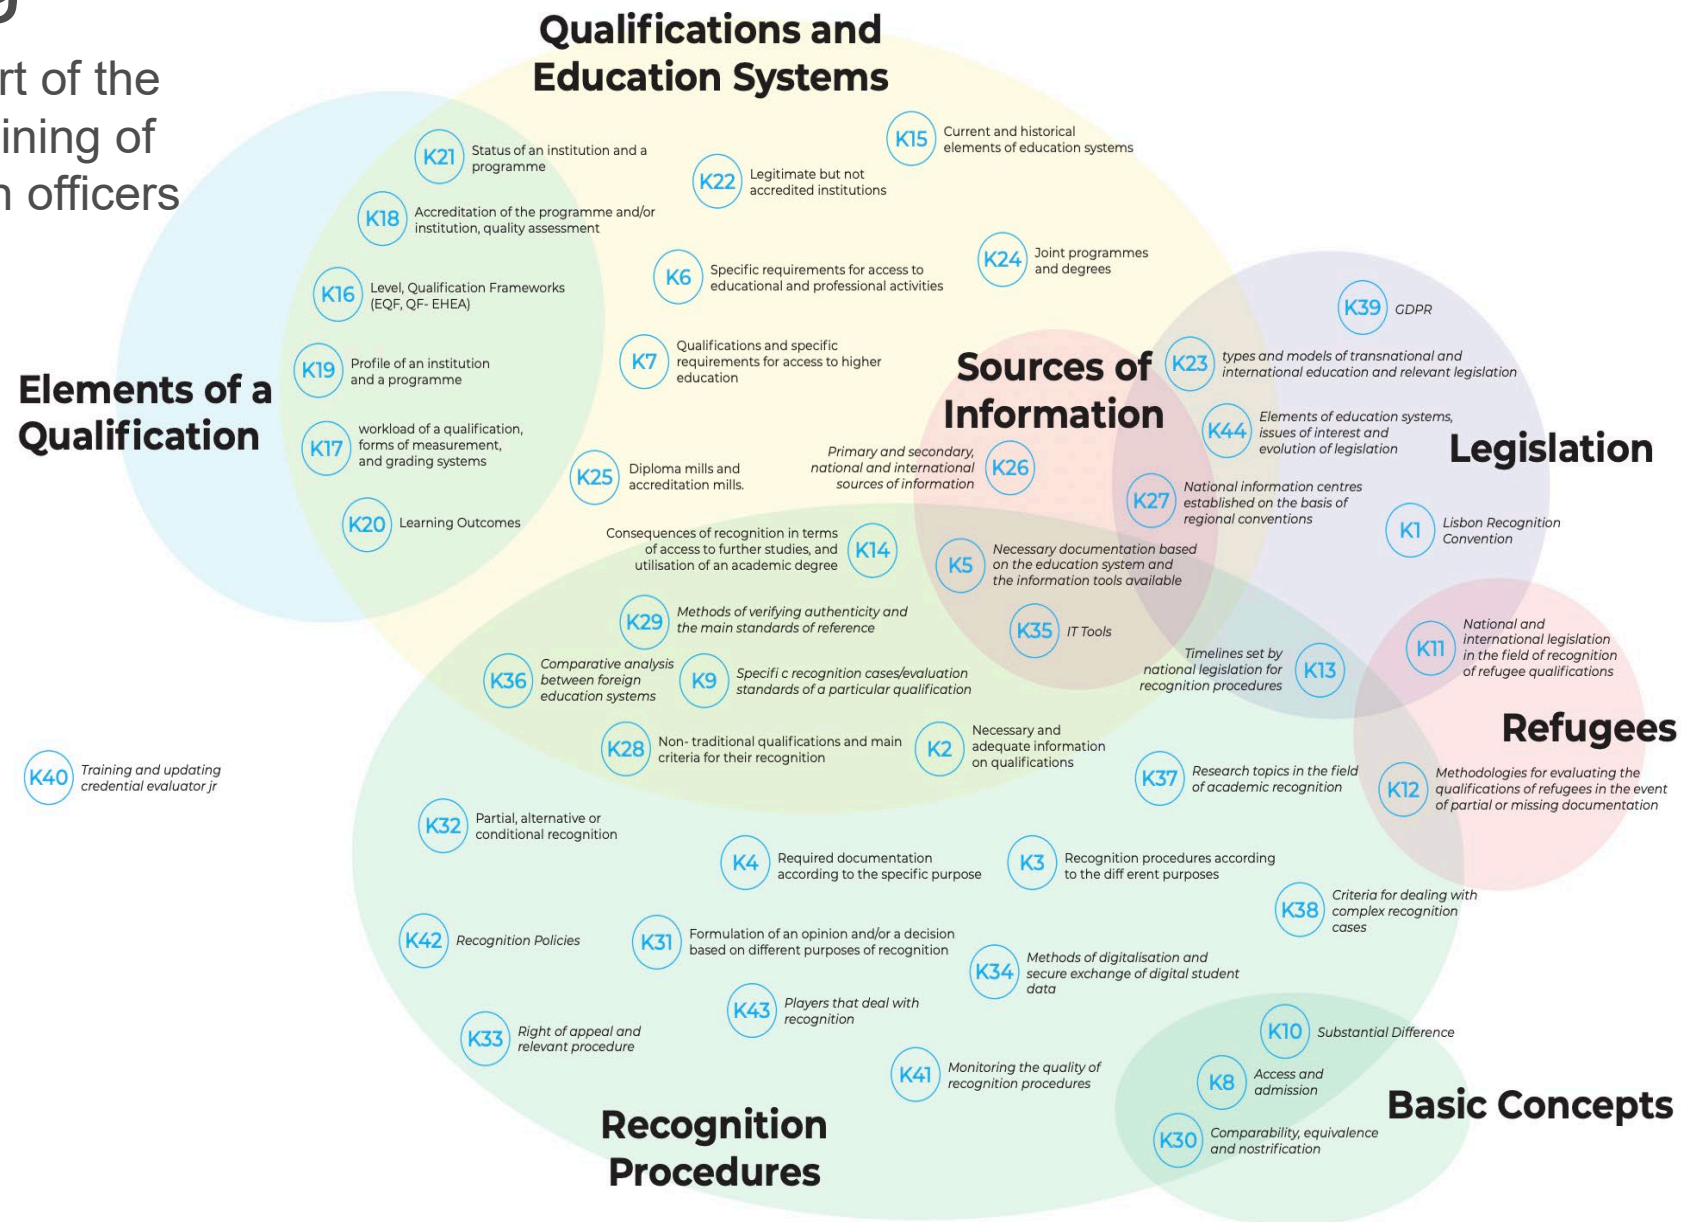 rt of the
ining of
officers
Qualifications and
Education Systems
K21
Status of an institution and a
programme
K22
Legitimate but not
accredited institutions
K15
Current and historical
elements of education systems
K18
Accreditation of the programme and/or
institution, quality assessment
K16
Level, Qualification Frameworks
(EQF, QF- EHEA)
K6
Specific requirements for access to
educational and professional activities
K24
Joint programmes
and degrees
K39
GDPR
K19
Profile of an institution
and a programme
K7
Qualifications and specific
requirements for access to higher
education
Sources of
Information
K23
types and models of transnational and
international education and relevant legislation
Elements of a
Qualification
K17
workload of a qualification,
forms of measurement,
and grading systems
K44
Elements of education systems,
issues of interest and
evolution of legislation
Legislation
K25
Diploma mills and
accreditation mills.
Primary and secondary,
national and international
sources of information
K26
K27
National information centres
established on the basis of
regional conventions
K20
Learning Outcomes
K1
Lisbon Recognition
Convention
Consequences of recognition in terms
of access to further studies, and
utilisation of an academic degree
K14
K5
Necessary documentation based
on the education system and
the information tools available
K29
Methods of verifying authenticity and
the main standards of reference
K35
IT Tools
K11
National and
international legislation
in the field of recognition
of refugee qualifications
K36
Comparative analysis
between foreign
education systems
K9
Specifi c recognition cases/evaluation
standards of a particular qualification
Timelines set by
national legislation for
recognition procedures
K13
Refugees
K28
Non- traditional qualifications and main
criteria for their recognition
K2
Necessary and
adequate information
on qualifications
K40
Training and updating
credential evaluator jr
K37
Research topics in the field
of academic recognition
K12
Methodologies for evaluating the
qualifications of refugees in the event
of partial or missing documentation
K32
Partial, alternative or
conditional recognition
K4
Required documentation
according to the specific purpose
K3
Recognition procedures according
to the diff erent purposes
K38
Criteria for dealing with
complex recognition
cases
K42
Recognition Policies
K31
Formulation of an opinion and/or a decision
based on different purposes of recognition
K34
Methods of digitalisation and
secure exchange of digital student
data
K43
Players that deal with
recognition
K33
Right of appeal and
relevant procedure
K10
Substantial Difference
K41
Monitoring the quality of
recognition procedures
K8
Access and
admission
Basic Concepts
K30
Comparability, equivalence
and nostrification
Recognition
Procedures